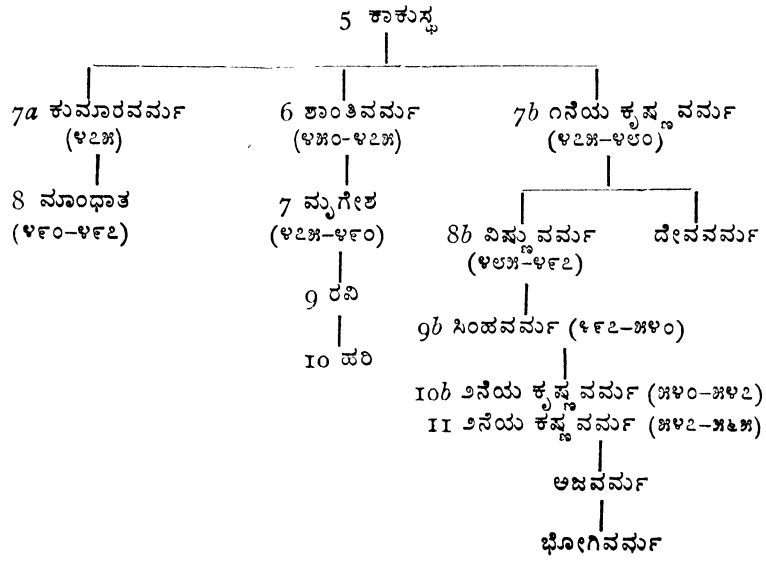 5 ಕಾಕುಸ್ಥ
7a ಕುಮಾರವರ್ಮ 6 ಶಾಂತಿವರ್ಮ 7b ೧ನೆಯ ಕೃಷ್ಣವರ್ಮ
(೪೭೫) (೪೫೦-೪೭೫) (೪೭೫-೪೮೦)
8 ಮಾಂಧಾತ 7 ಮೃಗೇಶ
(೪೯೦-೪೯೭) (೪೭೫-೪೯೦) 8b ವಿಷ್ಣುವರ್ಮ ದೇವವರ್ಮ
(೪೮೫-೪೯೭)
9 ರವಿ
9b ಸಿಂಹವರ್ಮ (೪೯೭-೫೪೦)
10 ಹರಿ
10b ೨ನೆಯ ಕೃಷ್ಣವರ್ಮ (೫೪೦-೫೪೭)
11 ೨ನೆಯ ಕಷ್ಣವರ್ಮ (೫೪೭-೫೬೫)
ಅಜವರ್ಮ
ಭೋಗಿವರ್ಮ